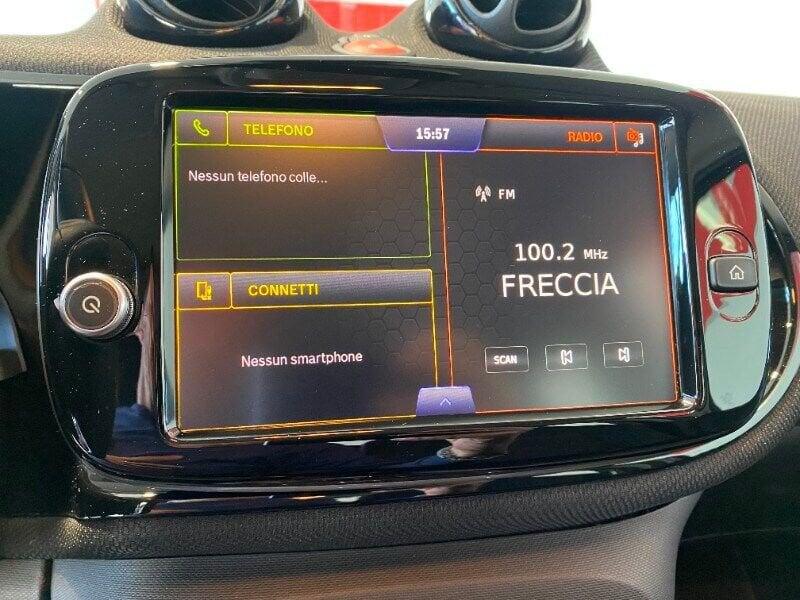 TELEFONO
15:57
RADIO
Nessun telefono colle...
FM
100.2 MHz
FRECCIA
CONNETTI
Nessun smartphone
SCAN